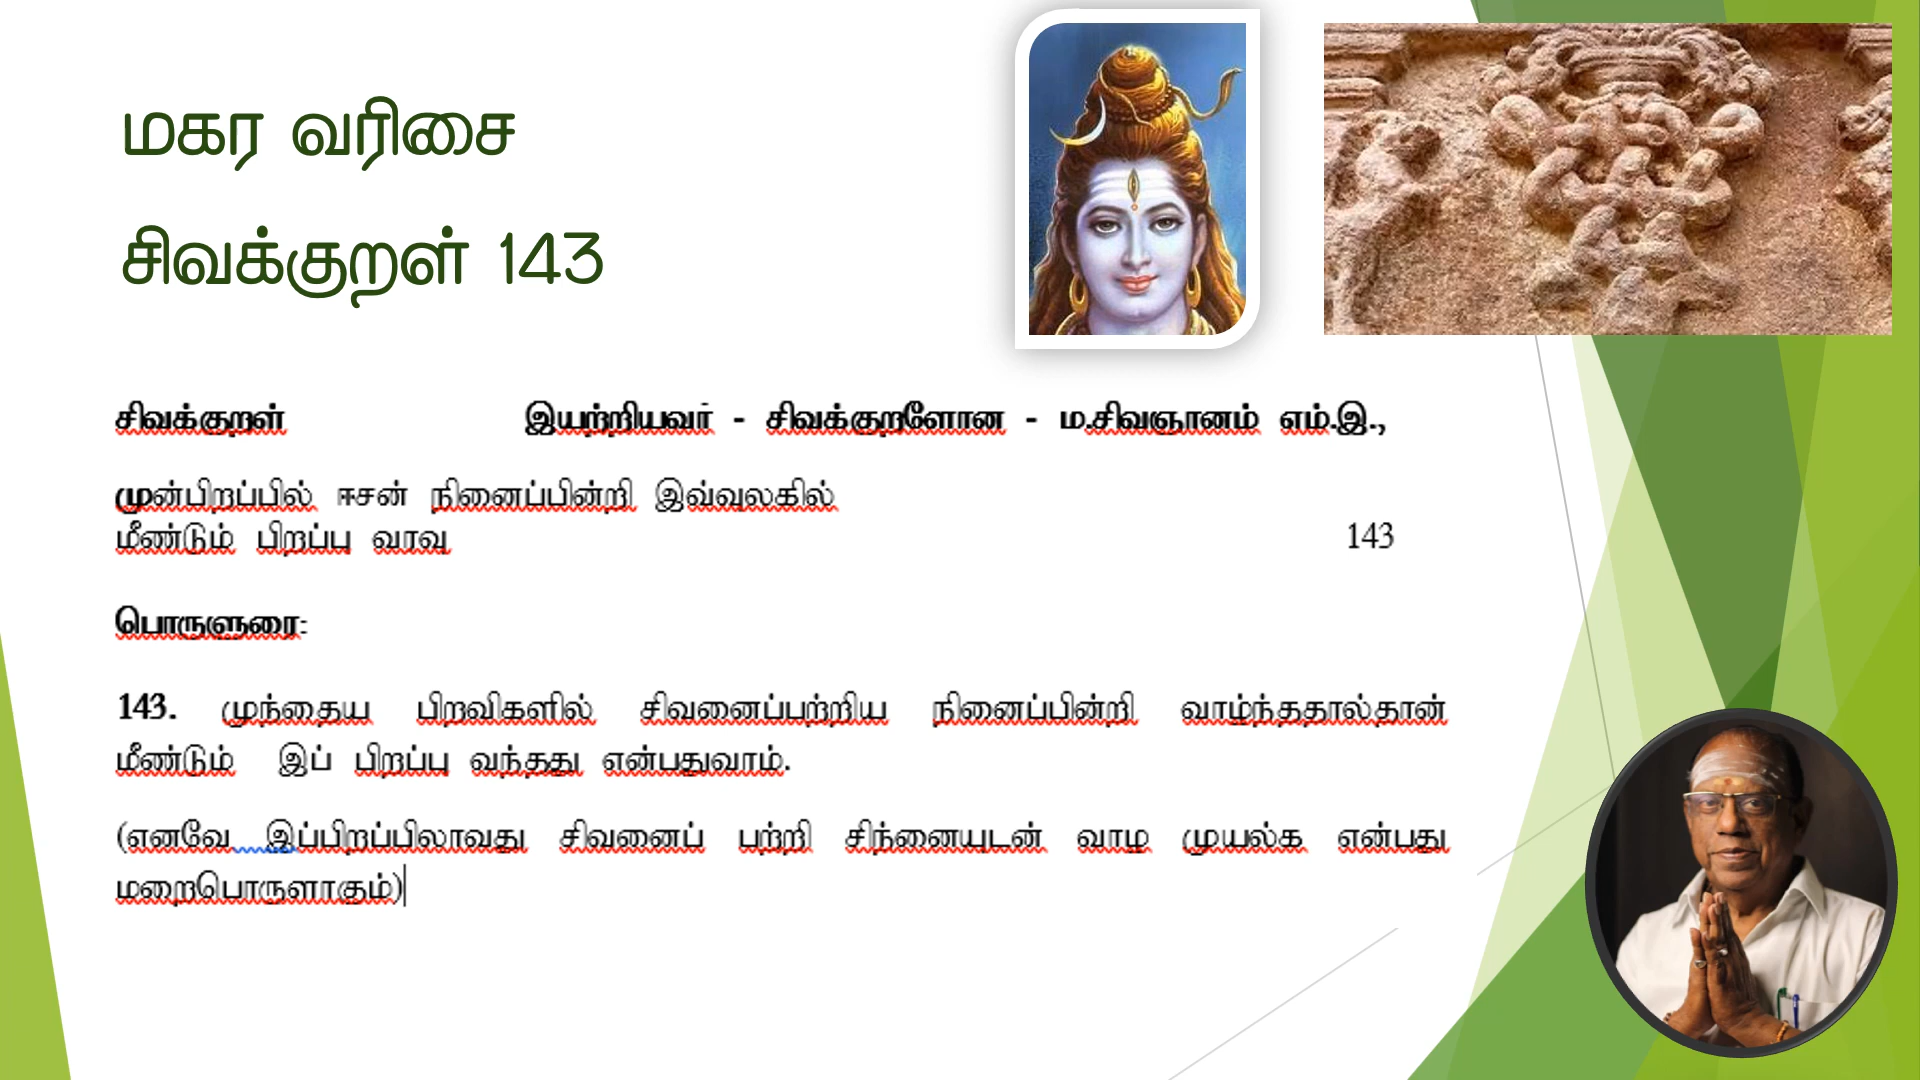 மகர வரிசை
சிவக்குறள் 143
சிவக்குறள் இயற்றியவர் - சிவக்குறளோன - ம.சிவஞானம் எம்.இ.,
முன்பிறப்பில் ஈசன் நினைப்பின்றி இவ்வுலகில்
மீண்டும் பிறப்பு வரவு 143
பொருளுரை:
143. முந்தைய பிறவிகளில் சிவனைப்பற்றிய நினைப்பின்றி வாழ்ந்ததால்தான்
மீண்டும் இப் பிறப்பு வந்தது என்பதுவாம்.
(எனவே இப்பிறப்பிலாவது சிவனைப் பற்றி சிந்னையுடன் வாழ முயல்க என்பது
மறைபொருளாகும்)